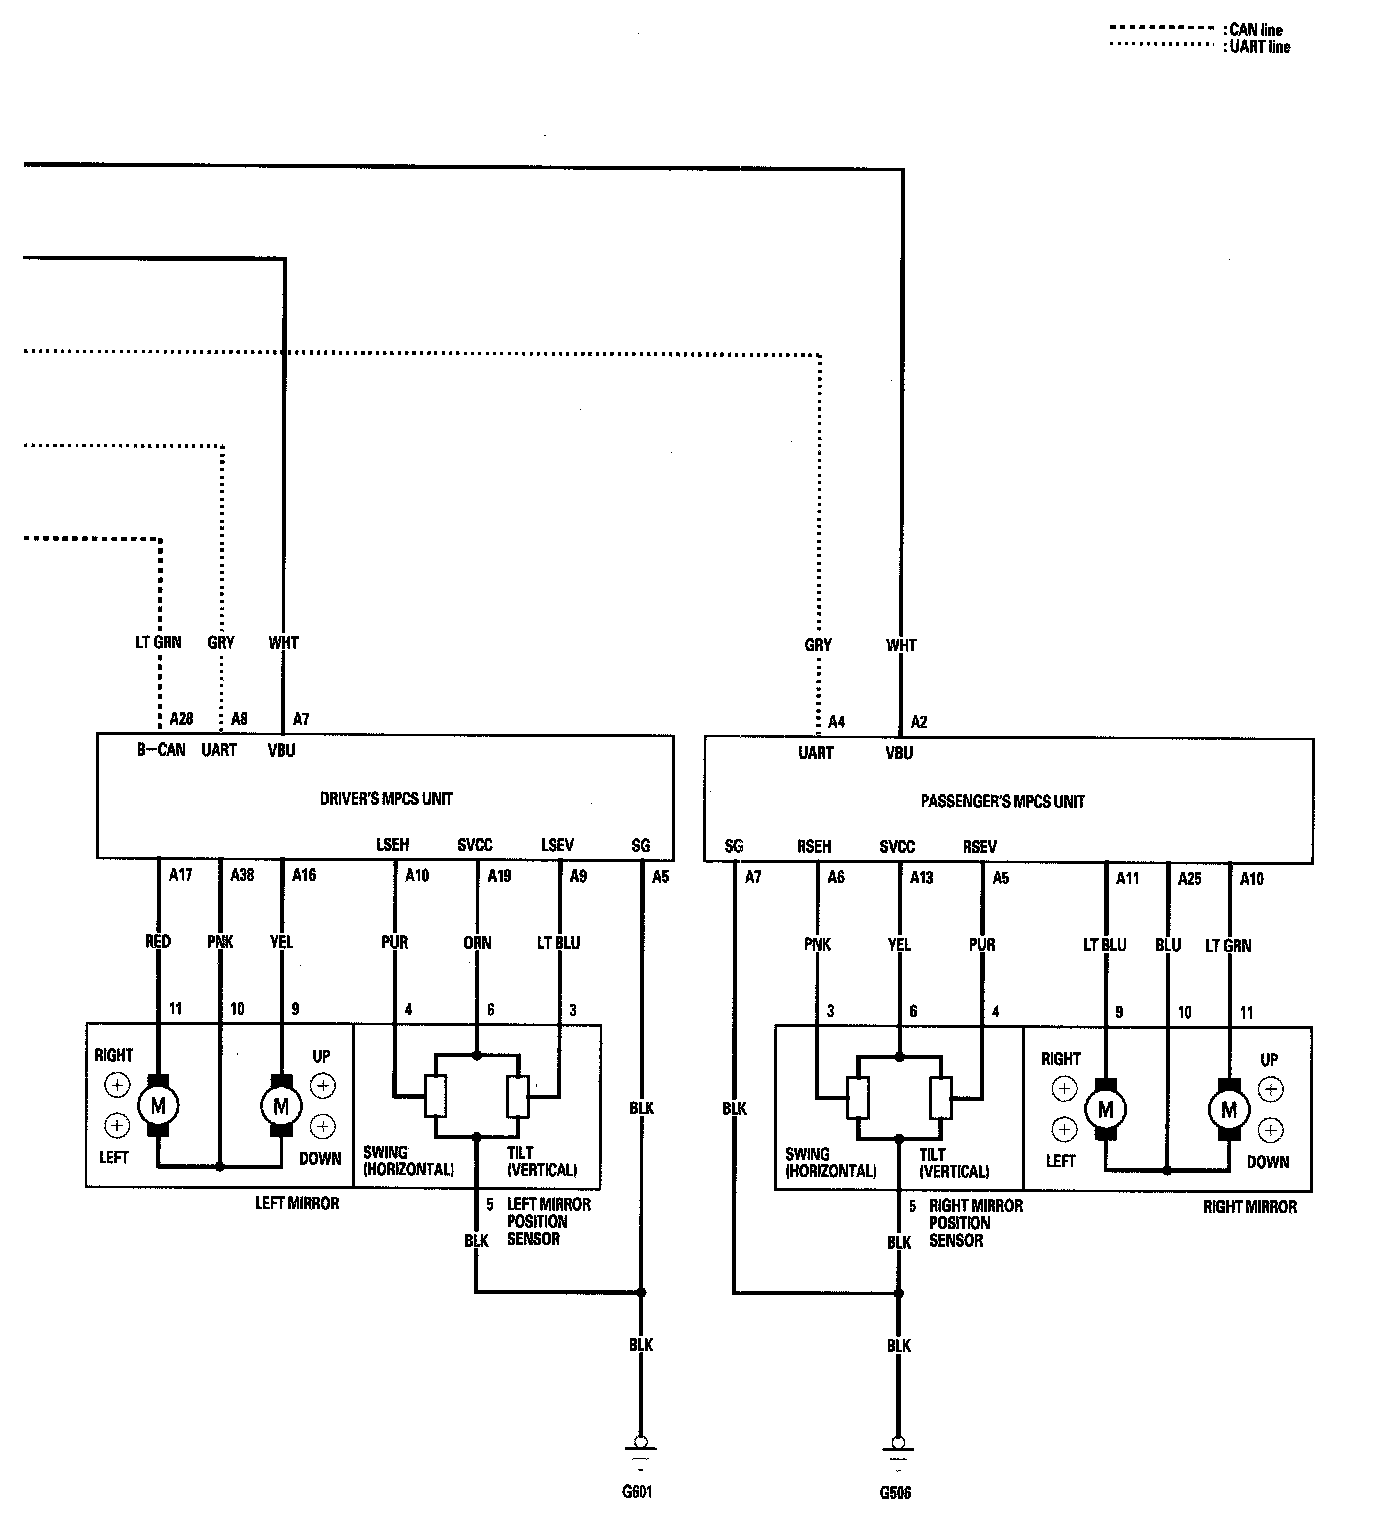 : CAN line
: UART line
LT GRN GRY WHT GRY WHT
A28 A8 A7 A4 A2
B-CAN UART VBU UART VBU
DRIVER'S MPCS UNIT PASSENGER'S MPCS UNIT
LSEH SVCC LSEV SG SG RSEH SVCC RSEV
A17 A38 A16 A10 A19 A9 A5 A7 A6 A13 A5 A11 A25 A10
RED PNK YEL PUR ORN LT BLU PNK YEL PUR LT BLU BLU LT GRN
11 10 9 4 6 3 3 6 4 9 10 11
RIGHT UP RIGHT UP
M M M M
BLK BLK
LEFT DOWN LEFT DOWN
SWING
(HORIZONTAL)
TILT
(VERTICAL)
SWING
(HORIZONTAL)
TILT
(VERTICAL)
LEFT MIRROR
5 LEFT MIRROR
POSITION
SENSOR
BLK
5 RIGHT MIRROR
POSITION
SENSOR
BLK
RIGHT MIRROR
BLK BLK
G601 G506